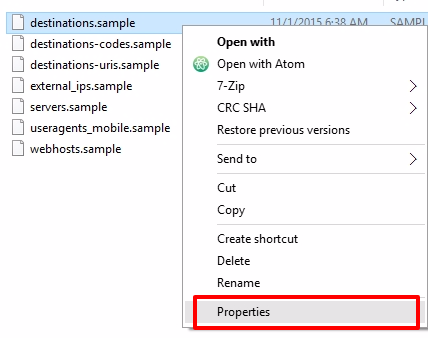 destinations.sample 11/1/2015 6:38 AM SAMPL
destinations-codes.sample
destinations-uris.sample
external_ips.sample
servers.sample
useragents_mobile.sample
webhosts.sample
Open with
Open with Atom
7-Zip
CRC SHA
Restore previous versions
Send to
Cut
Copy
Create shortcut
Delete
Rename
Properties